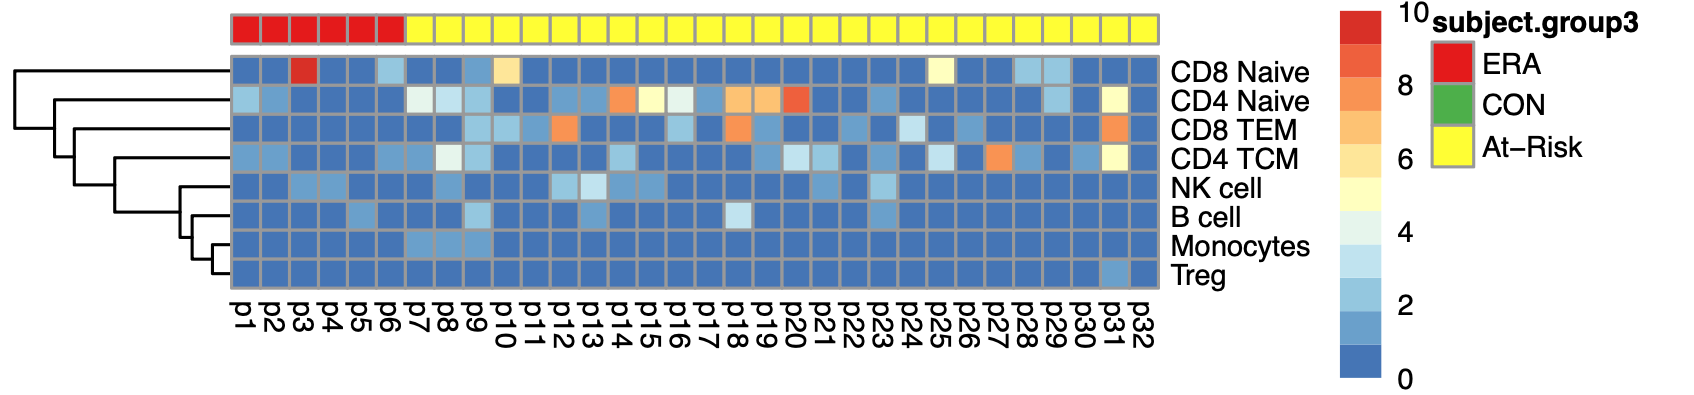 CD8 Naive
CD4 Naive
CD8 TEM
CD4 TCM
NK cell
B cell
Monocytes
Treg
p1 p2 p3 p4 p5 p6 p7 p8 p9 p10 p11 p12 p13 p14 p15 p16 p17 p18 p19 p20 p21 p22 p23 p24 p25 p26 p27 p28 p29 p30 p31 p32
10
8
6
4
2
0
subject.group3
ERA
CON
At−Risk